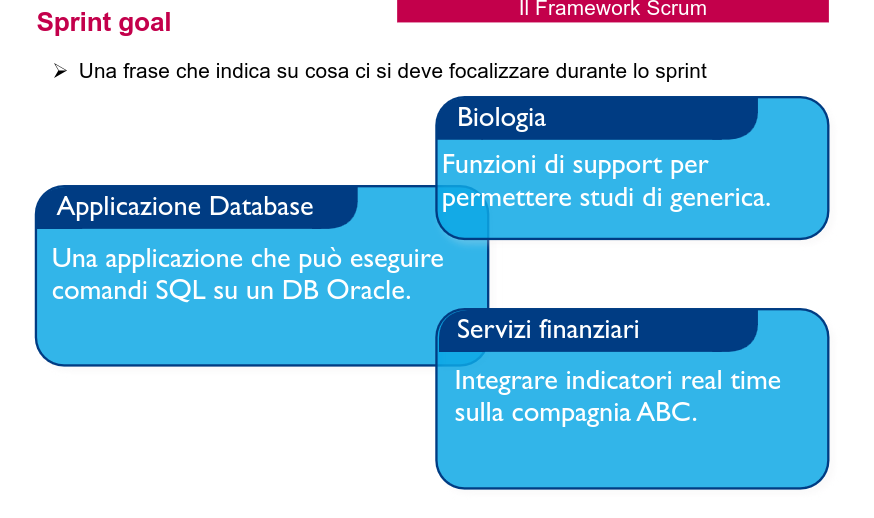 Il Framework Scrum
Sprint goal
Una frase che indica su cosa ci si deve focalizzare durante lo sprint
Biologia
Funzioni di support per
permettere studi di generica.
Applicazione Database
Una applicazione che può eseguire
comandi SQL su un DB Oracle.
Servizi finanziari
Integrare indicatori real time
sulla compagnia ABC.